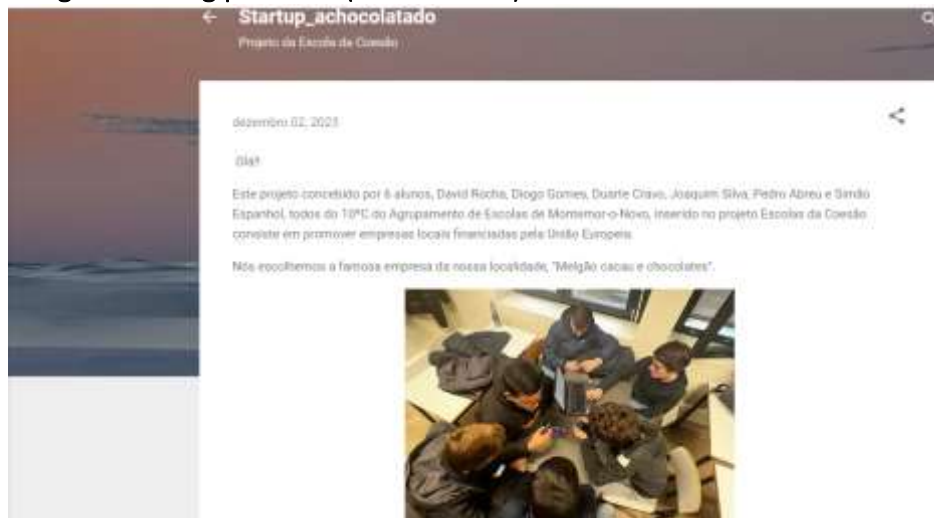 Startup_achocolatado
Projeto da Escola da Coesão
dezembro 02, 2023
Olá!!
Este projeto concebido por 6 alunos, David Rocha, Diogo Gomes, Duarte Cravo, Joaquim Silva, Pedro Abreu e Simão
Espanhol, todos do 10ºC do Agrupamento de Escolas de Montemor-o-Novo, inserido no projeto Escolas da Coesão
consiste em promover empresas locais financiadas pela União Europeia.
Nós escolhemos a famosa empresa da nossa localidade, "Melgão cacau e chocolates".